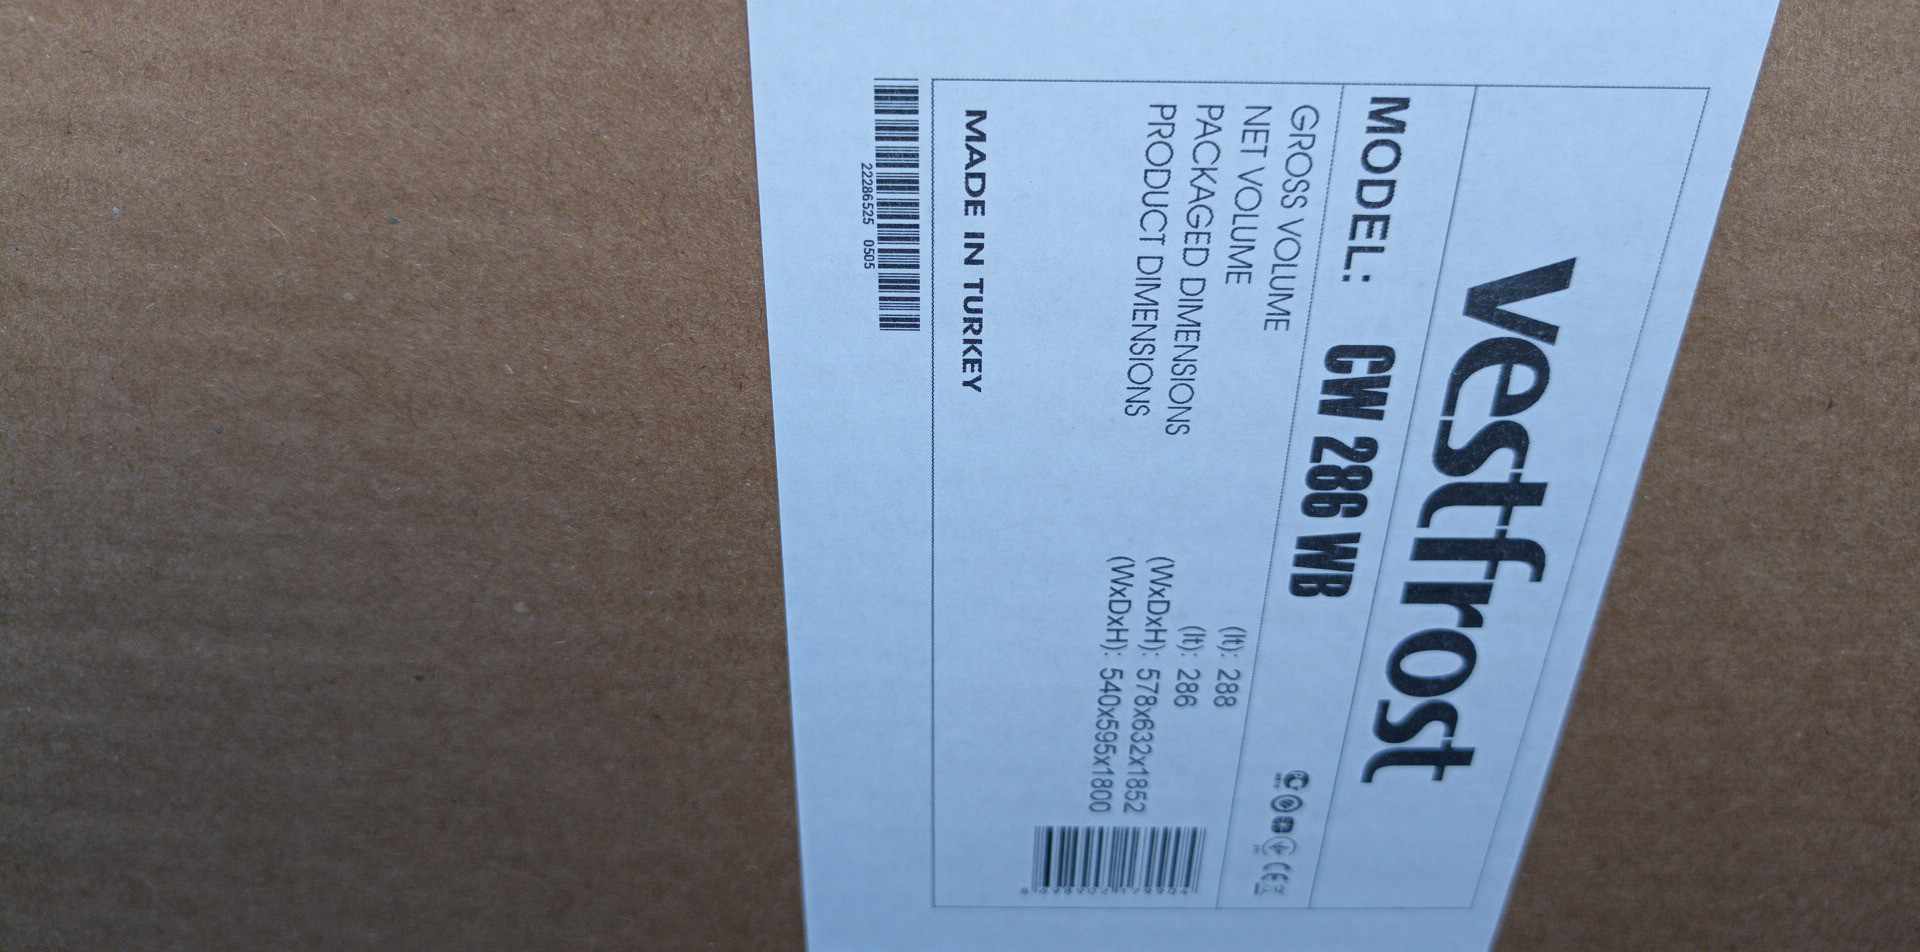 Vestfrost
MODEL: CW 286 WB
GROSS VOLUME (lt): 288
NET VOLUME (lt): 286
PACKAGED DIMENSIONS (WxDxH): 578x632x1852
PRODUCT DIMENSIONS (WxDxH): 540x595x1800
MADE IN TURKEY
22286525 0505